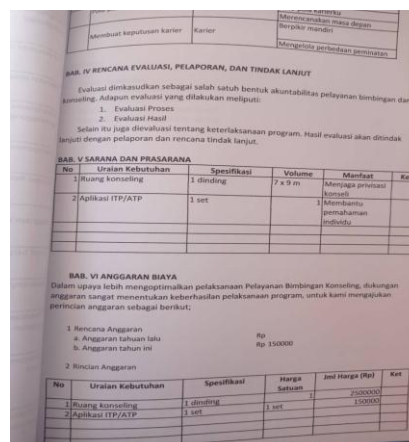 Merencanakan masa depan
Membuat keputusan karier Karier Berpikir mandiri
Mengelola perbedaan peminatan
BAB. IV RENCANA EVALUASI, PELAPORAN, DAN TINDAK LANJUT
Evaluasi dimkasudkan sebagai salah satuh bentuk akuntabilitas pelayanan bimbingan dan
konseling. Adapun evaluasi yang dilakukan meliputi:
1. Evaluasi Proses
2. Evaluasi Hasil
Selain itu juga dievaluasi tentang keterlaksanaan program. Hasil evaluasi akan ditindak
lanjuti dengan pelaporan dan rencana tindak lanjut.
BAB. V SARANA DAN PRASARANA
No Uraian Kebutuhan Spesifikasi Volume Manfaat
1 Ruang konseling 1 dinding 7 x 9 m Menjaga privisasi
konseli
2 Aplikasi ITP/ATP 1 set 1 Membantu
pemahaman
individu
BAB. VI ANGGARAN BIAYA
Dalam upaya lebih mengoptimalkan pelaksanaan Pelayanan Bimbingan Konseling, dukungan
anggaran sangat menentukan keberhasilan pelaksanaan program, untuk kami mengajukan
perincian anggaran sebagai berikut;
1 Rencana Anggaran
a. Anggaran tahuan lalu Rp
b. Anggaran tahun ini Rp 150000
2 Rincian Anggaran
No Uraian Kebutuhan Spesifikasi Harga Satuan Jml Harga (Rp) Ket
1 Ruang konseling 1 dinding 1 2500000
2 Aplikasi ITP/ATP 1 set 1 set 150000